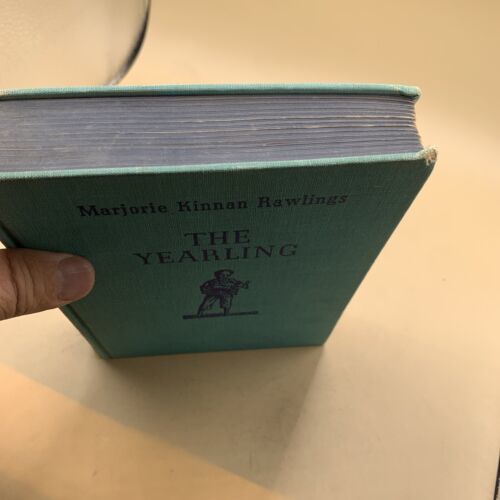 Marjorie Kinnan Rawlings
THE
YEARLING